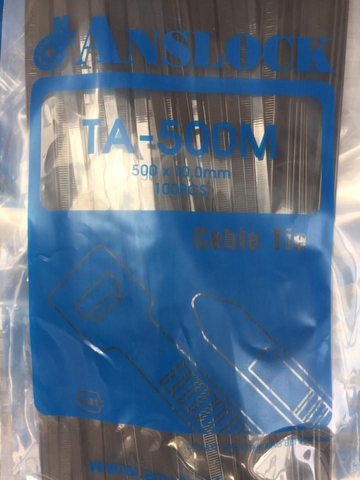 ANSLOCK
TA-500M
500 x 10.0mm
100PCS
Cable Tie